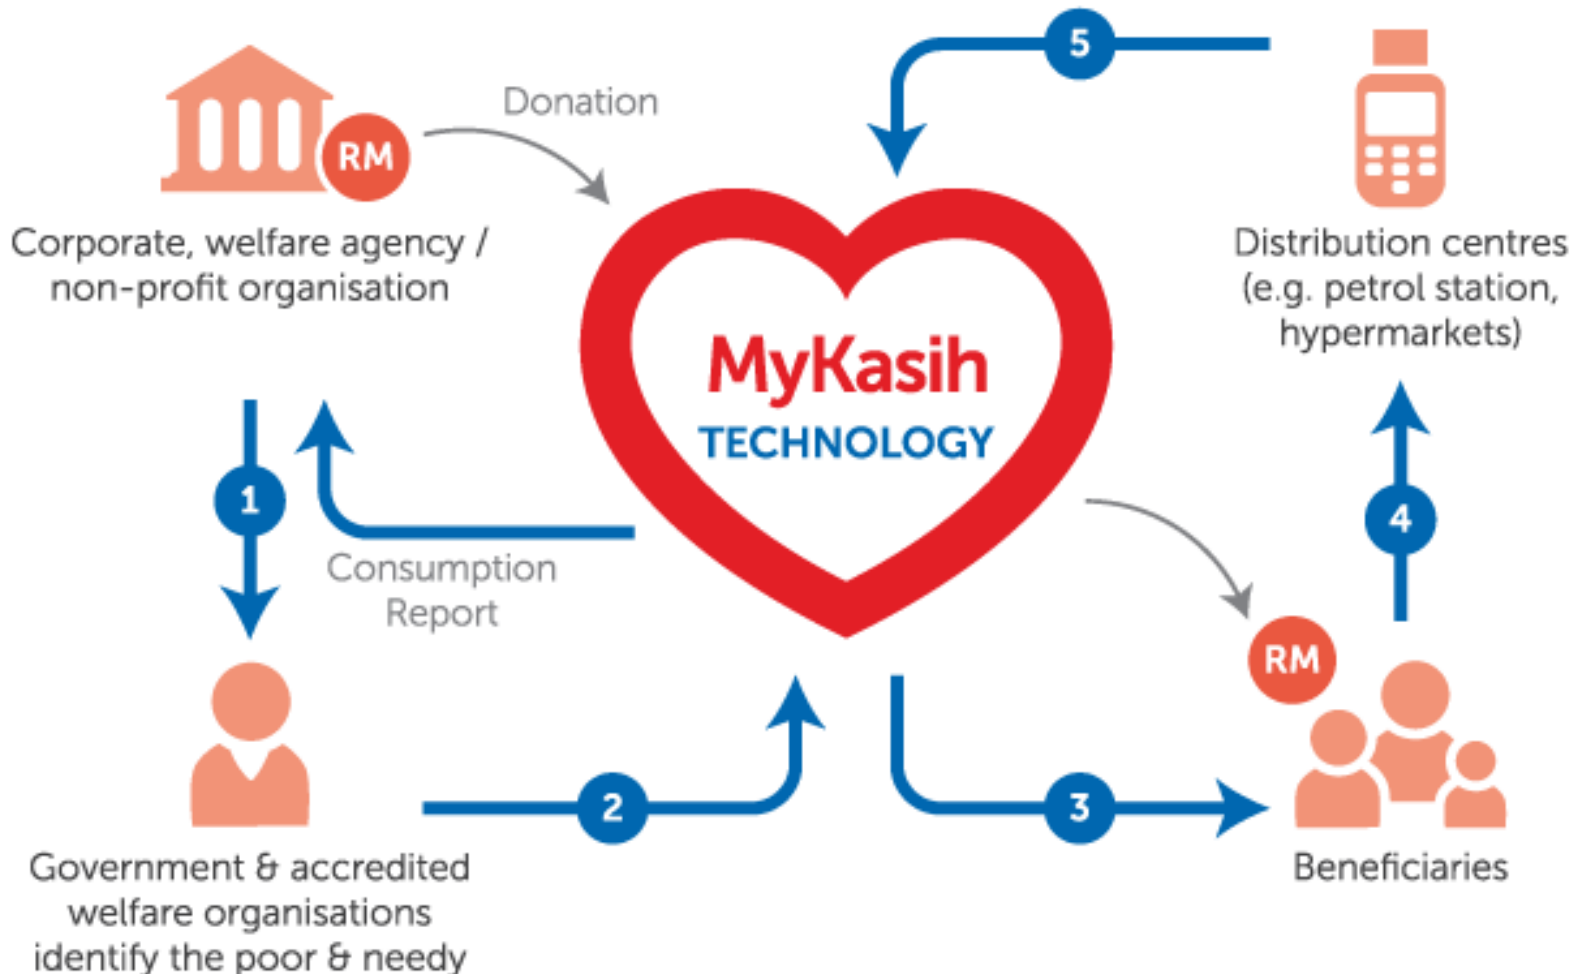 5
Donation
RM
Corporate, welfare agency /
non-profit organisation
Distribution centres
(e.g. petrol station,
hypermarkets)
MyKasih
TECHNOLOGY
1
Consumption
Report
4
RM
2
3
Government & accredited
welfare organisations
identify the poor & needy
Beneficiaries